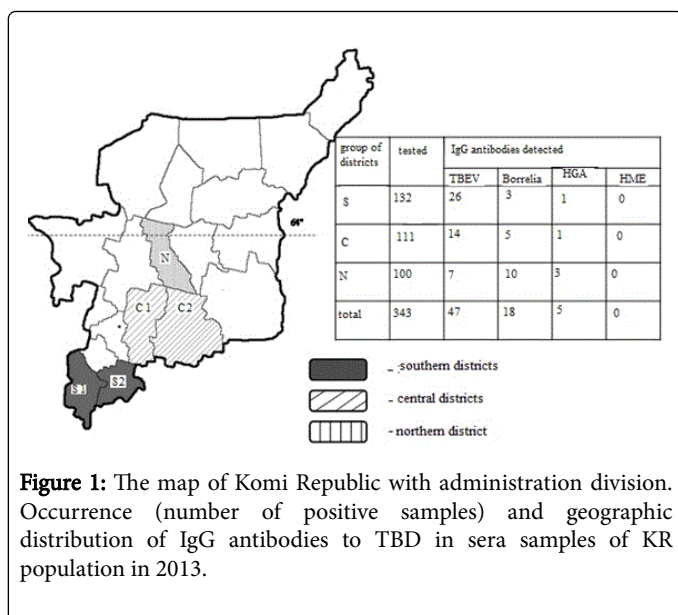 group of districts tested IgG antibodies detected
TBEV Borrelia HGA HME
S 132 26 3 1 0
C 111 14 5 1 0
N 100 7 10 3 0
total 343 47 18 5 0
N
C1 C2
S1 S2
– southern districts
– central districts
- northern district
Figure 1: The map of Komi Republic with administration division.
Occurrence (number of positive samples) and geographic
distribution of IgG antibodies to TBD in sera samples of KR
population in 2013.